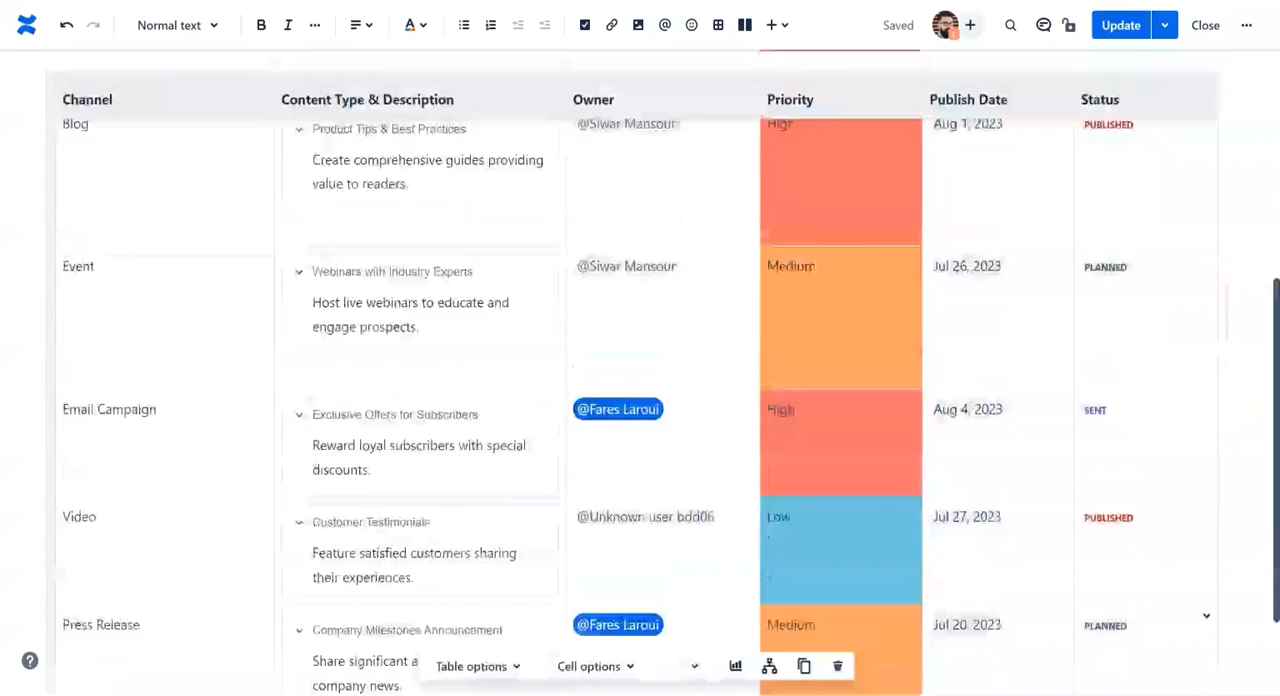 Normal text
B
I
A
Saved
Update
Close
Channel
Content Type & Description
Owner
Priority
Publish Date
Status
Blog
Product Tips & Best Practices
Create comprehensive guides providing
value to readers.
@Siwar Mansour
High
Aug 1, 2023
PUBLISHED
Event
Webinars with Industry Experts
Host live webinars to educate and
engage prospects.
@Siwar Mansour
Medium
Jul 26, 2023
PLANNED
Email Campaign
Exclusive Offers for Subscribers
Reward loyal subscribers with special
discounts.
@Fares Laroui
High
Aug 4, 2023
SENT
Video
Customer Testimonials
Feature satisfied customers sharing
their experiences.
@Unknown user bdd06
Low
Jul 27, 2023
PUBLISHED
Press Release
Company Milestones Announcement
Share significant a
company news.
@Fares Laroui
Medium
Jul 20, 2023
PLANNED
Table options
Cell options